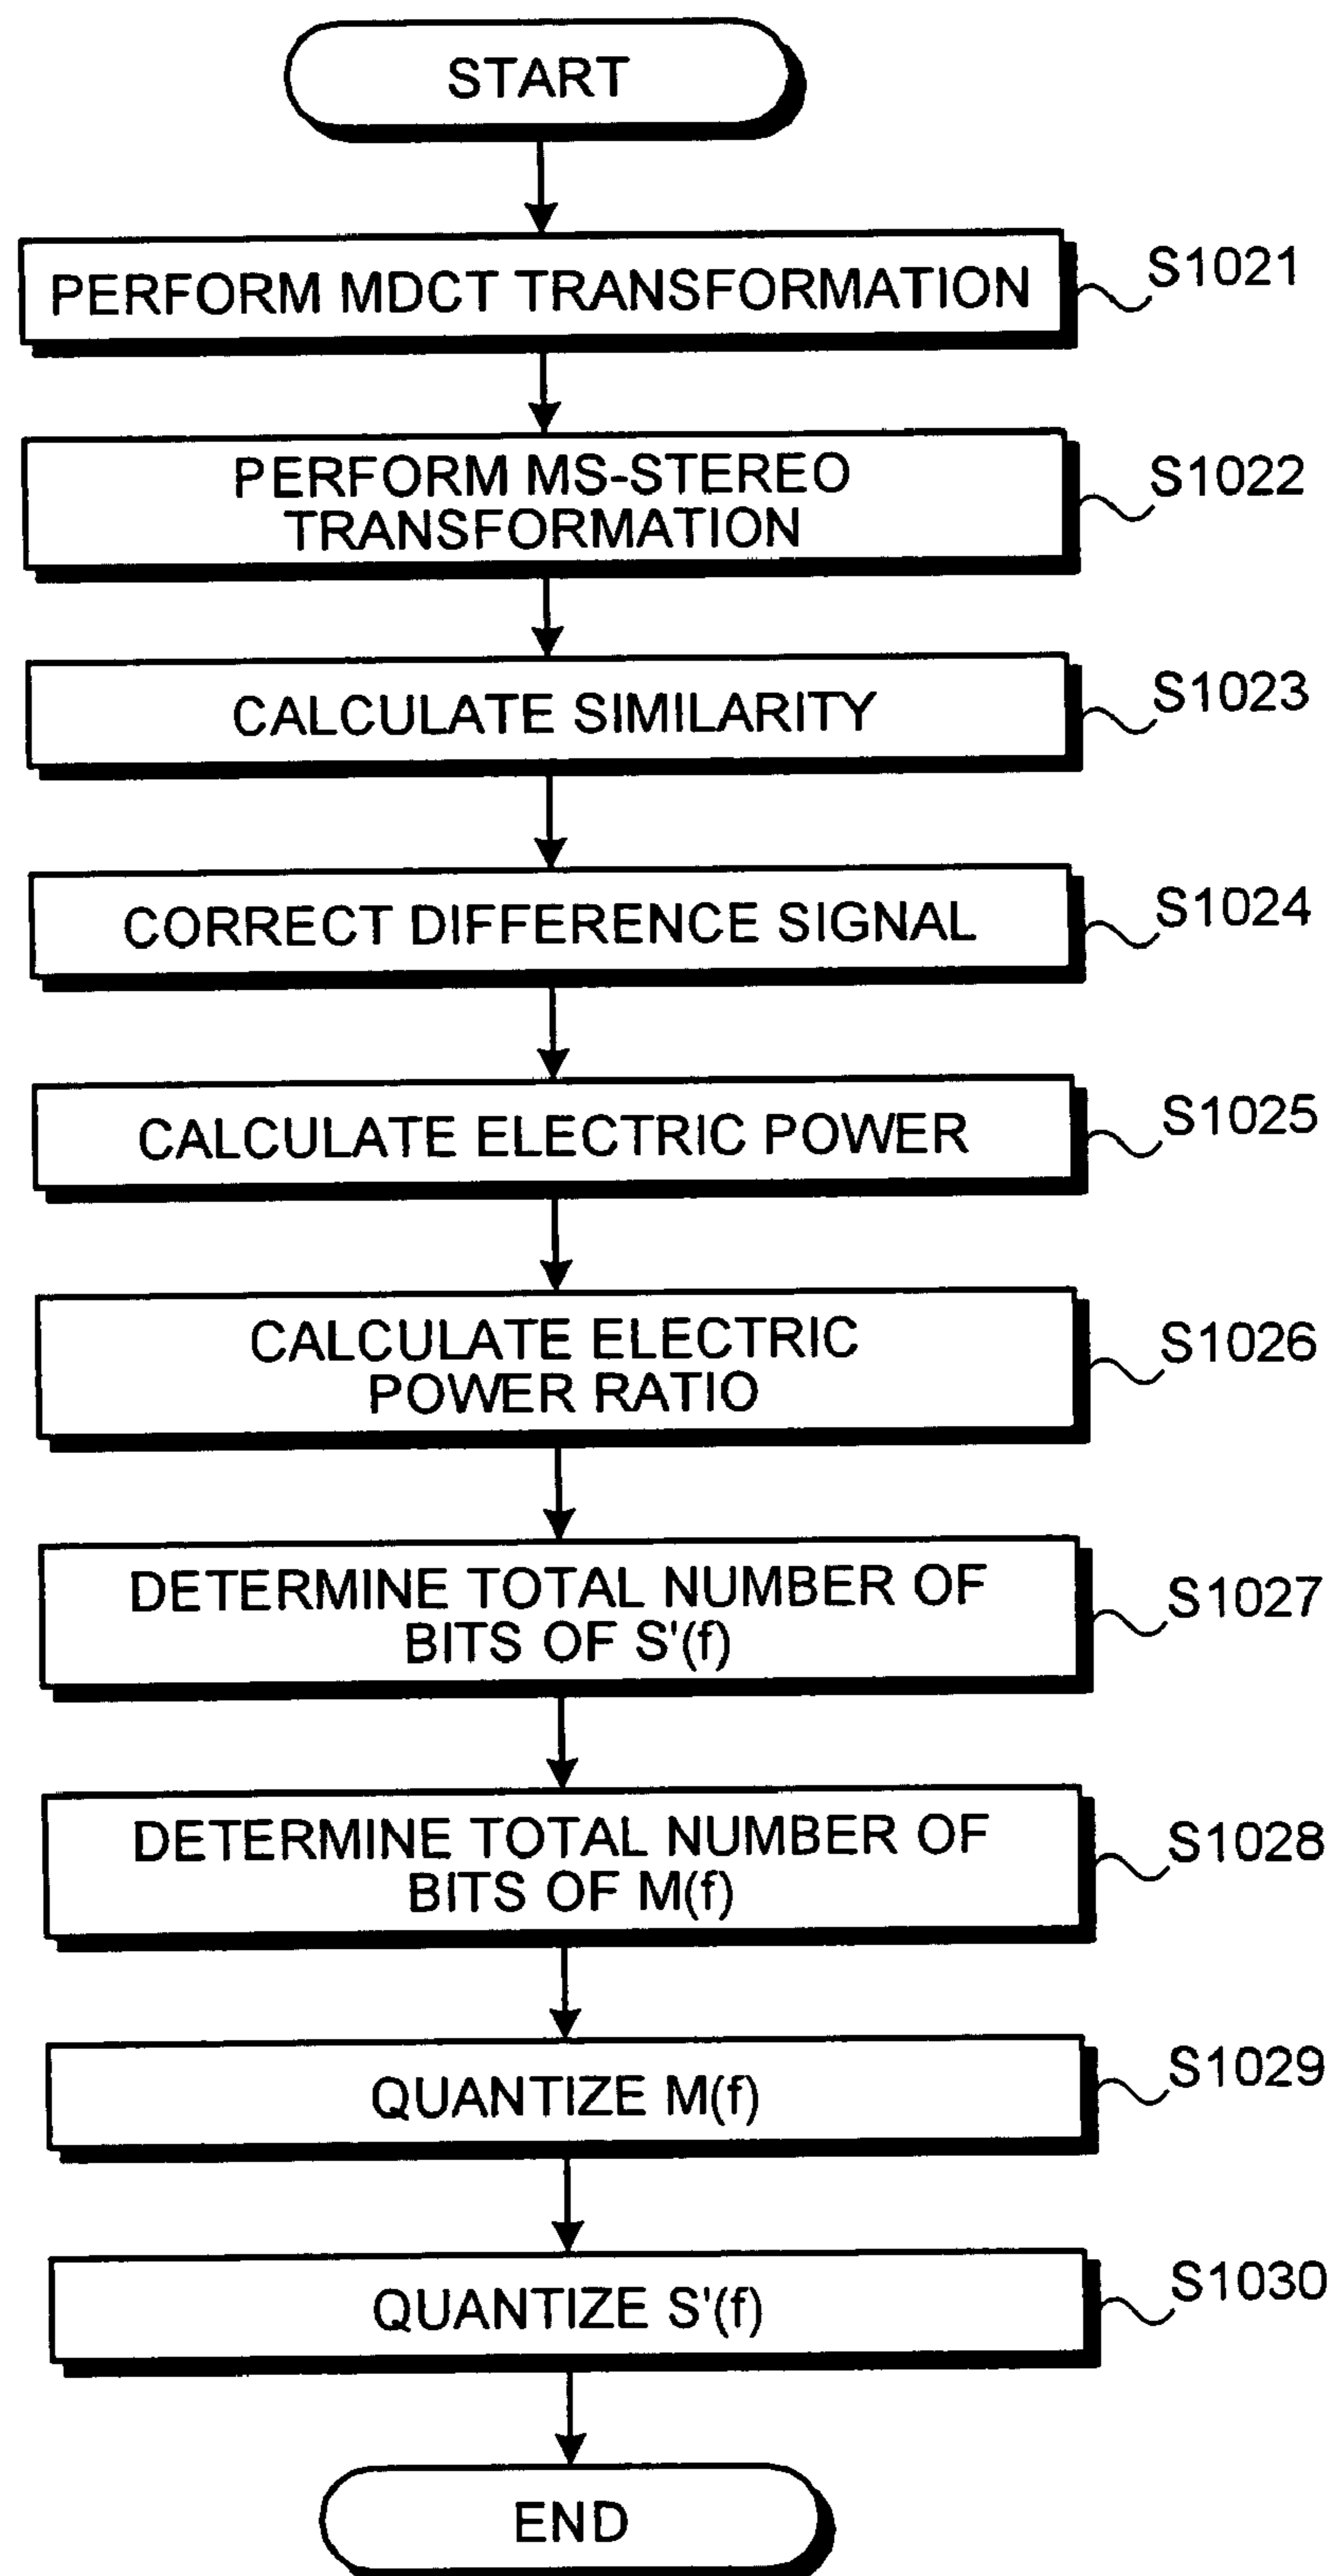 START
PERFORM MDCT TRANSFORMATION
S1021
PERFORM MS-STEREO
TRANSFORMATION
S1022
CALCULATE SIMILARITY
S1023
CORRECT DIFFERENCE SIGNAL
S1024
CALCULATE ELECTRIC POWER
S1025
CALCULATE ELECTRIC
POWER RATIO
S1026
DETERMINE TOTAL NUMBER OF
BITS OF S'(f)
S1027
DETERMINE TOTAL NUMBER OF
BITS OF M(f)
S1028
QUANTIZE M(f)
S1029
QUANTIZE S'(f)
S1030
END